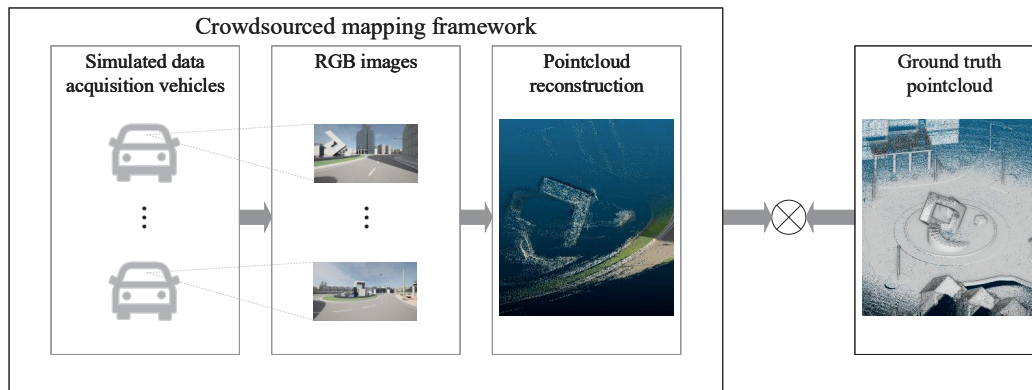 Crowdsourced mapping framework
Simulated data
acquisition vehicles
RGB images
Pointcloud
reconstruction
Ground truth
pointcloud